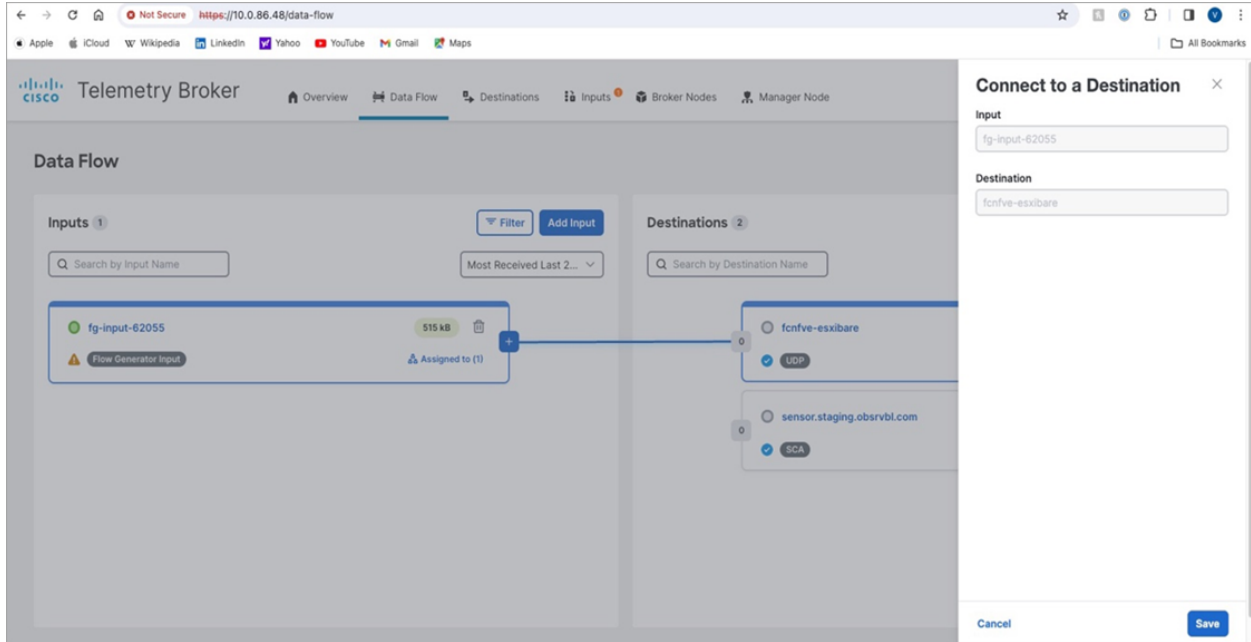 Not Secure https://10.0.86.48/data-flow
Apple iCloud Wikipedia LinkedIn Yahoo YouTube Gmail Maps All Bookmarks
CISCO Telemetry Broker Overview Data Flow Destinations Inputs Broker Nodes Manager Node
Data Flow
Inputs 1 Filter Add Input
Search by Input Name Most Received Last 2...
fg-input-62055 515 kB
Flow Generator Input Assigned to (1)
Destinations 2
Search by Destination Name
0 fcnfve-esxibare
UDP
0 sensor.staging.obsrvbl.com
SCA
Connect to a Destination
Input
fg-input-62055
Destination
fcnfve-esxibare
Cancel Save